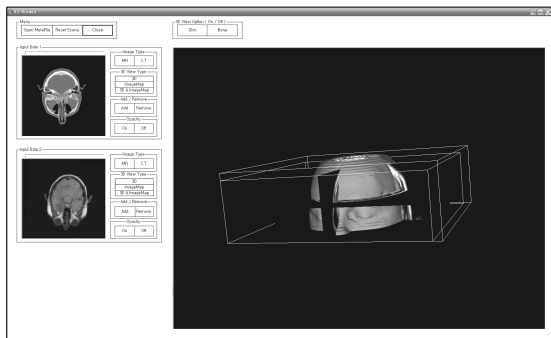 3D Viewer
Menu
Open MetaFile Reset Scene Close
3D View Option ( On / Off )
Skin Bone
Input Data 1
Image Type
MR CT
3D View Type
3D
ImageMap
3D & ImageMap
Add / Remove
Add Remove
Opacity
On Off
Input Data 2
Image Type
MR CT
3D View Type
3D
ImageMap
3D & ImageMap
Add / Remove
Add Remove
Opacity
On Off